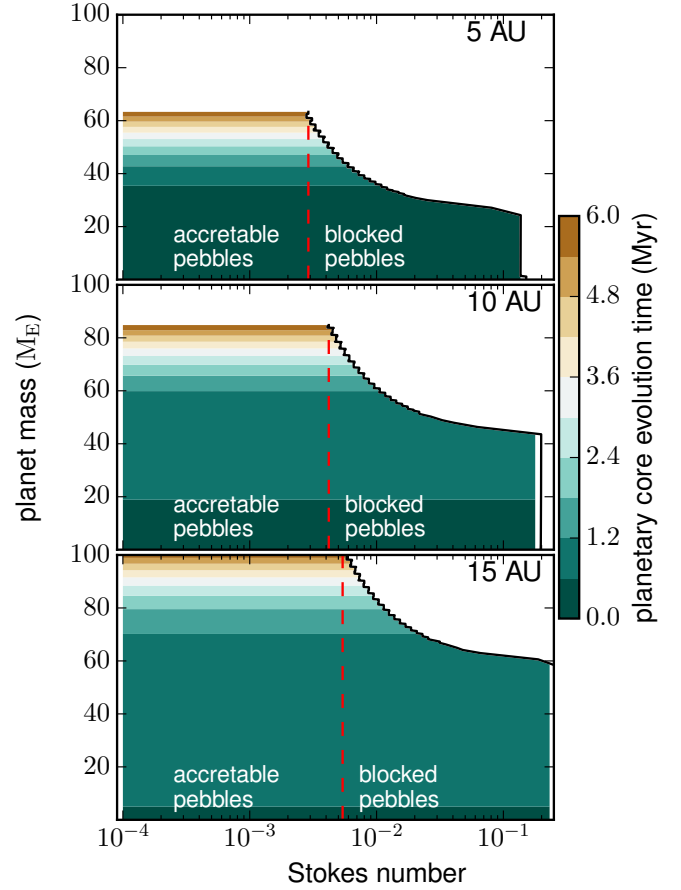 5 AU
100
80
60
40
20
accretable pebbles
blocked pebbles
10 AU
100
80
60
40
20
accretable pebbles
blocked pebbles
15 AU
100
80
60
40
20
accretable pebbles
blocked pebbles
10^{-4}
10^{-3}
10^{-2}
10^{-1}
Stokes number
planet mass (M_E)
6.0
4.8
3.6
2.4
1.2
0.0
planetary core evolution time (Myr)